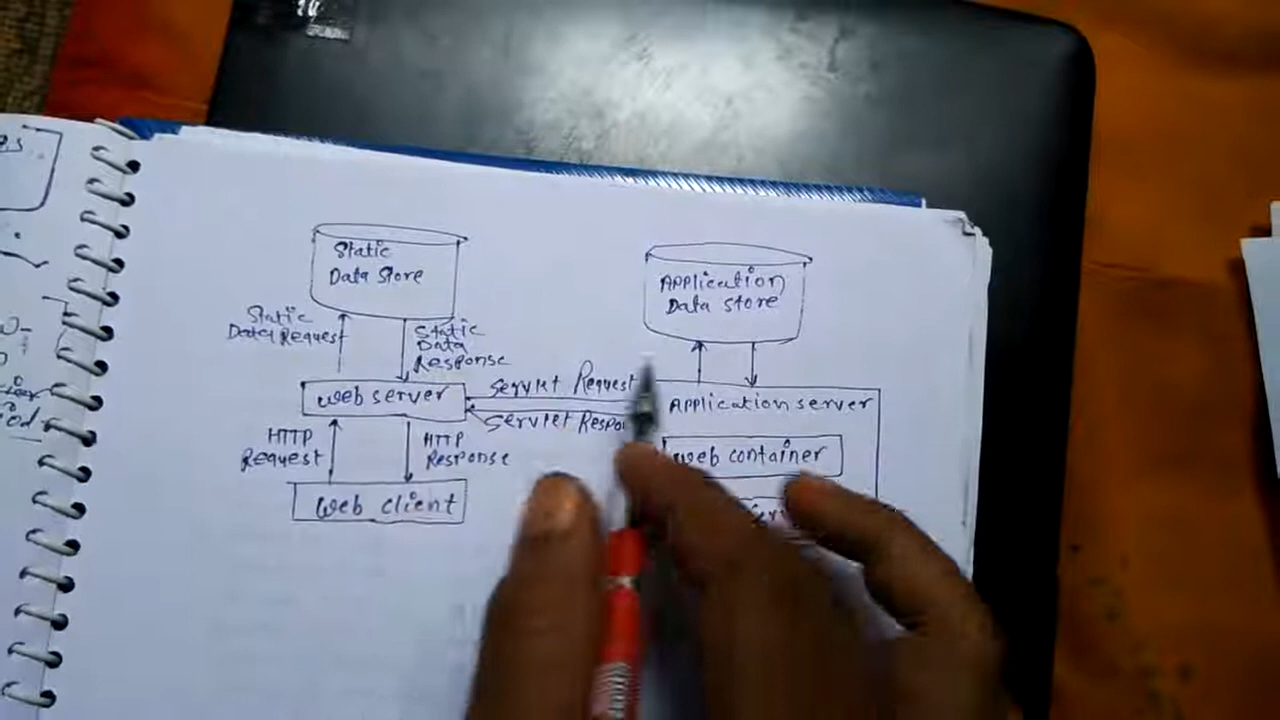 Static
Data Store
Static
Data Request
Static
Data
Response
Web server
HTTP
Request
HTTP
Response
Web client
Servlet Request
Servlet Respo
Application
Data store
Application server
Web container